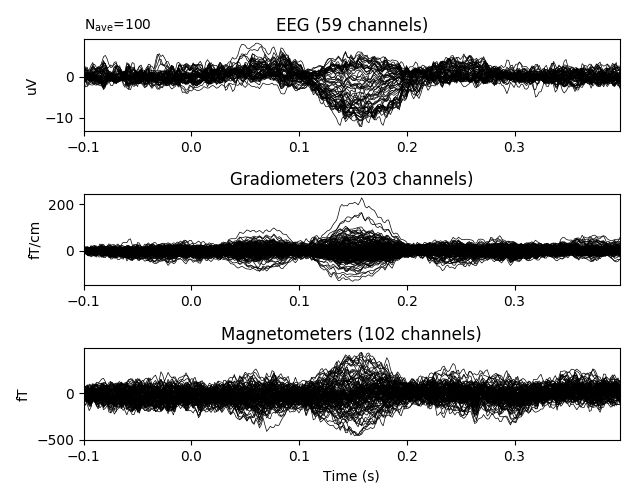 N_ave=100
EEG (59 channels)
uV
0
−10
−0.1 0.0 0.1 0.2 0.3
Gradiometers (203 channels)
fT/cm
200
0
−0.1 0.0 0.1 0.2 0.3
Magnetometers (102 channels)
fT
0
−500
−0.1 0.0 0.1 0.2 0.3
Time (s)